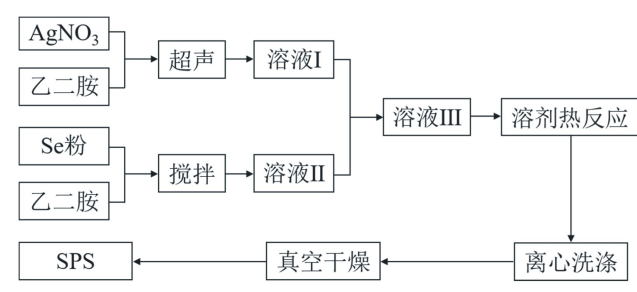 AgNO₃
乙二胺
超声
溶液I
Se粉
乙二胺
搅拌
溶液II
溶液III
溶剂热反应
离心洗涤
真空干燥
SPS